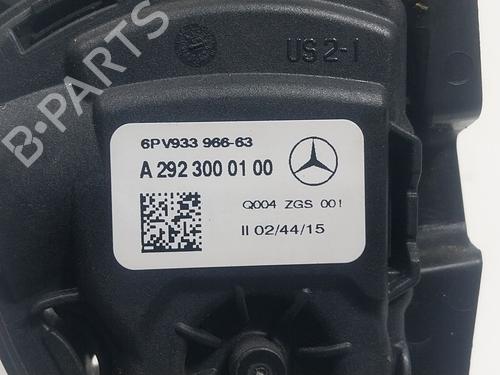 B-PARTS
US 2-1
6PV933 966-63
A 292 300 01 00
Q004 ZGS 001
II 02/44/15